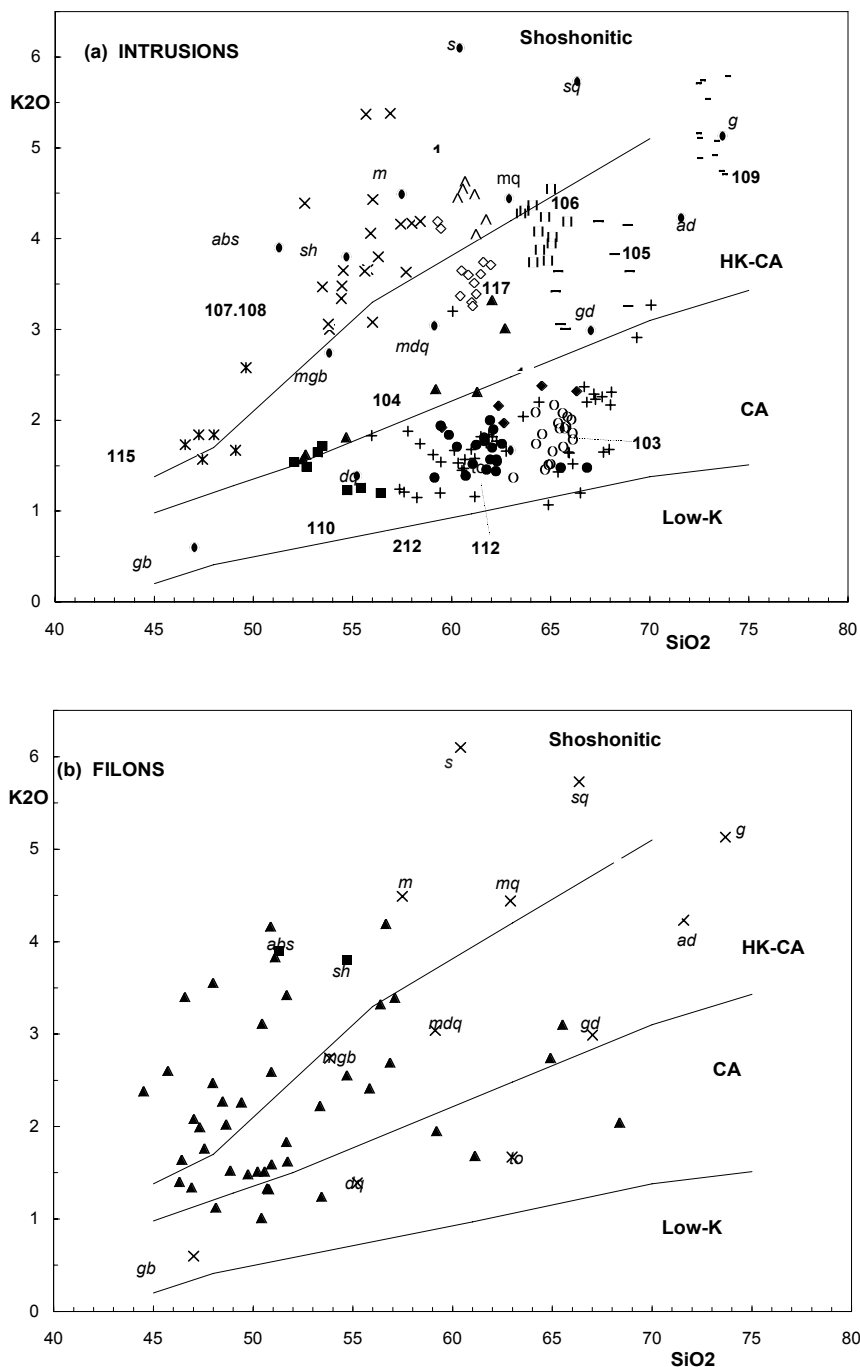 (a) INTRUSIONS
Shoshonitic
K2O
6
5
4
3
2
1
0
s
sq
g
1
m
mq
109
106
abs
sh
ad
105
HK-CA
107.108
117
mdq
gd
mgb
104
CA
115
103
dq
110
212
112
Low-K
gb
40 45 50 55 60 65 70 75 80
SiO2
(b) FILONS
Shoshonitic
K2O
6
5
4
3
2
1
0
s
sq
g
m
mq
abs
sh
ad
HK-CA
mdq
gd
mgb
CA
to
dq
Low-K
gb
40 45 50 55 60 65 70 75 80
SiO2